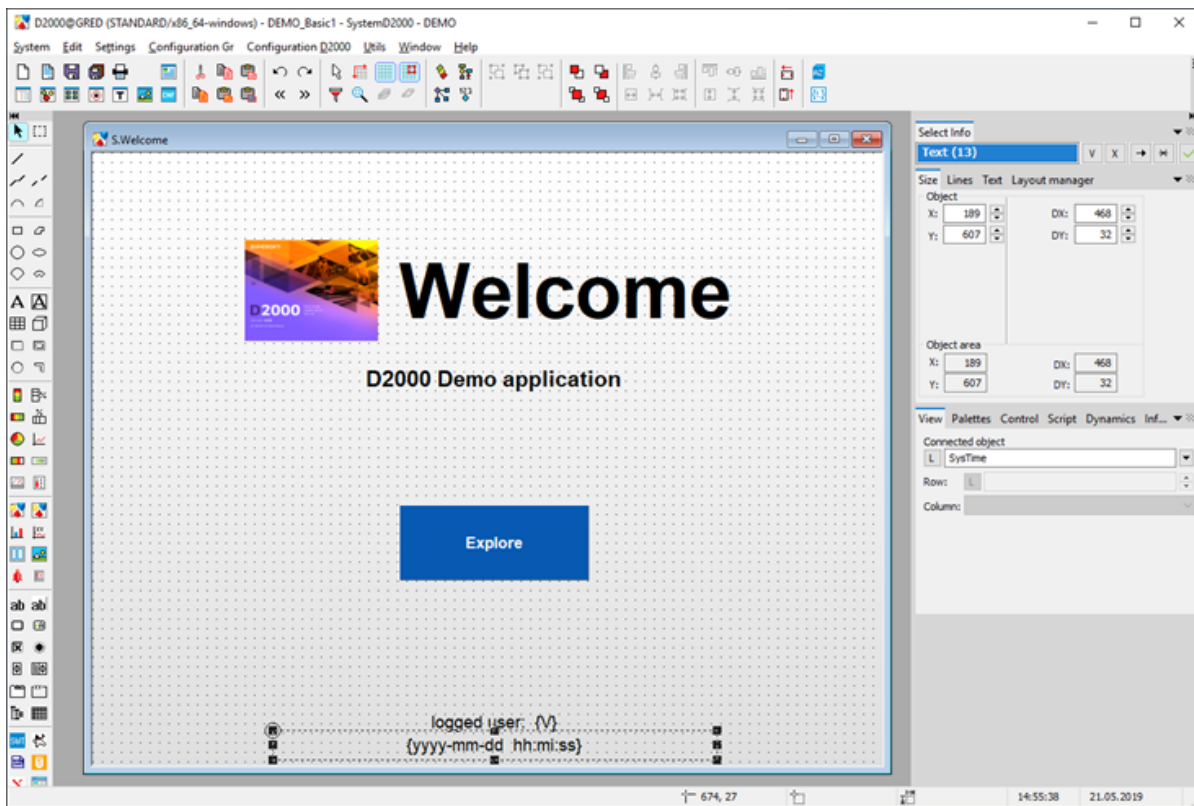 D2000@GRED (STANDARD/x86_64-windows) - DEMO_Basic1 - SystemD2000 - DEMO
System Edit Settings Configuration Gr Configuration D2000 Utils Window Help
S.Welcome
D2000
Welcome
D2000 Demo application
Explore
logged user: {V}
{yyyy-mm-dd hh:mi:ss}
Select Info
Text (13)
V X
Size Lines Text Layout manager
Object
X: 189 DX: 468
Y: 607 DY: 32
Object area
X: 189 DX: 468
Y: 607 DY: 32
View Palettes Control Script Dynamics Inf...
Connected object
L SysTime
Row: L
Column:
A A
ab ab
SMT
674, 27
14:55:38 21.05.2019